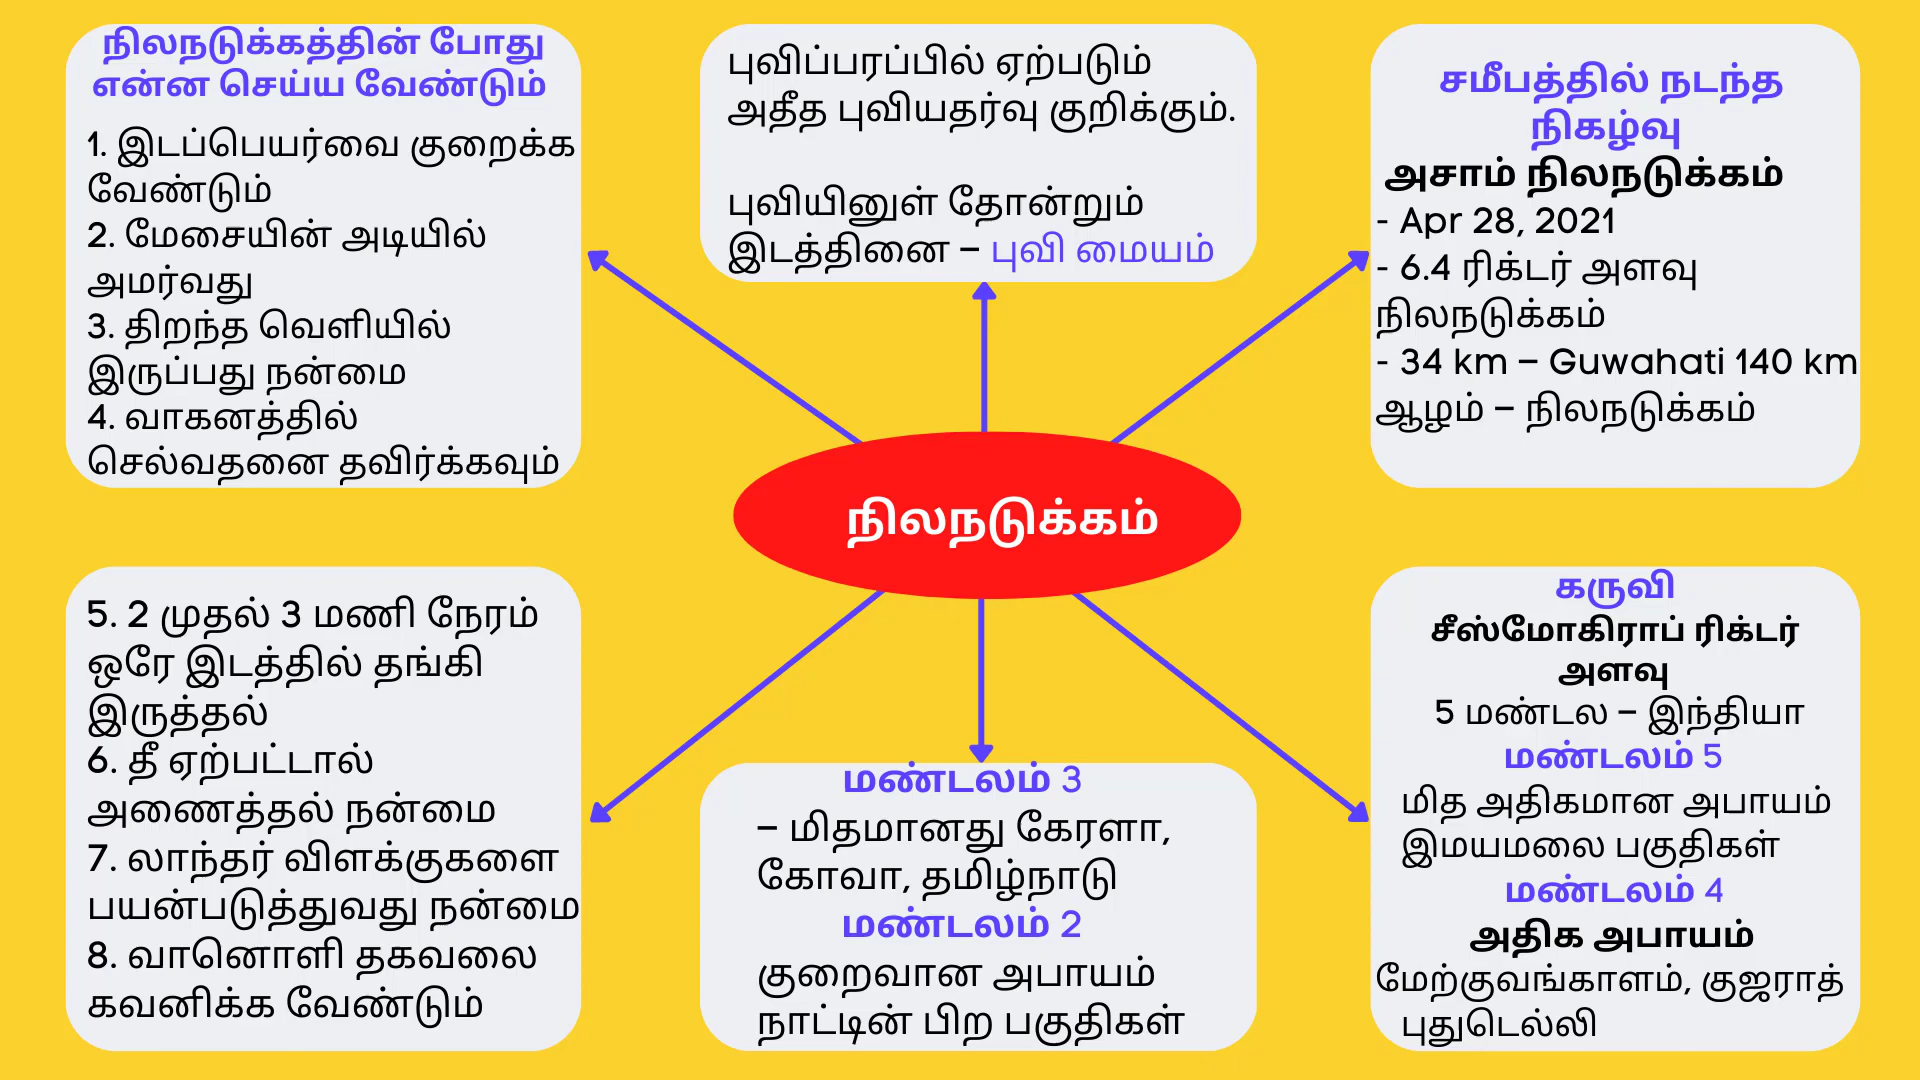 நிலநடுக்கத்தின் போது
என்ன செய்ய வேண்டும்
1. இடப்பெயர்வை குறைக்க
வேண்டும்
2. மேசையின் அடியில்
அமர்வது
3. திறந்த வெளியில்
இருப்பது நன்மை
4. வாகனத்தில்
செல்வதனை தவிர்க்கவும்
புவிப்பரப்பில் ஏற்படும்
அதீத புவியதர்வு குறிக்கும்.
புவியினுள் தோன்றும்
இடத்தினை – புவி மையம்
சமீபத்தில் நடந்த
நிகழ்வு
அசாம் நிலநடுக்கம்
- Apr 28, 2021
- 6.4 ரிக்டர் அளவு
நிலநடுக்கம்
- 34 km – Guwahati 140 km
ஆழம் – நிலநடுக்கம்
நிலநடுக்கம்
5. 2 முதல் 3 மணி நேரம்
ஒரே இடத்தில் தங்கி
இருத்தல்
6. தீ ஏற்பட்டால்
அணைத்தல் நன்மை
7. லாந்தர் விளக்குகளை
பயன்படுத்துவது நன்மை
8. வானொளி தகவலை
கவனிக்க வேண்டும்
மண்டலம் 3
– மிதமானது கேரளா,
கோவா, தமிழ்நாடு
மண்டலம் 2
குறைவான அபாயம்
நாட்டின் பிற பகுதிகள்
கருவி
சீஸ்மோகிராப் ரிக்டர்
அளவு
5 மண்டல – இந்தியா
மண்டலம் 5
மித அதிகமான அபாயம்
இமயமலை பகுதிகள்
மண்டலம் 4
அதிக அபாயம்
மேற்குவங்காளம், குஜராத்
புதுடெல்லி